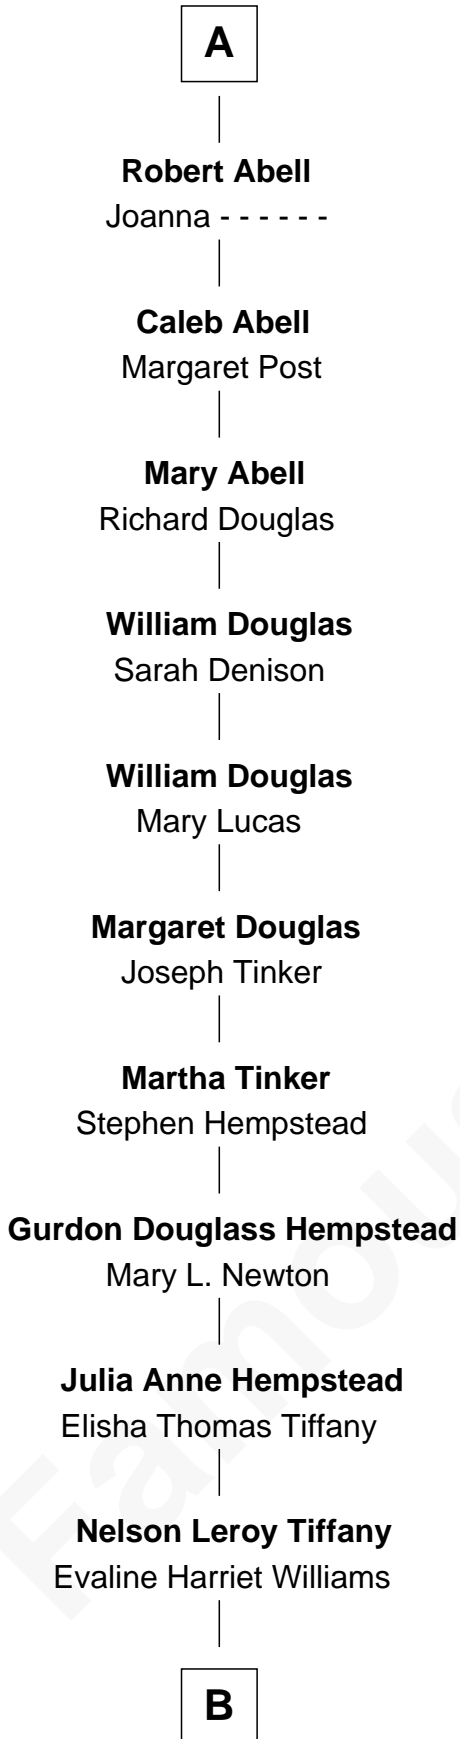 A
Robert Abell
Joanna - - - - - -
Caleb Abell
Margaret Post
Mary Abell
Richard Douglas
William Douglas
Sarah Denison
William Douglas
Mary Lucas
Margaret Douglas
Joseph Tinker
Martha Tinker
Stephen Hempstead
Gurdon Douglass Hempstead
Mary L. Newton
Julia Anne Hempstead
Elisha Thomas Tiffany
Nelson Leroy Tiffany
Evaline Harriet Williams
B
Famous